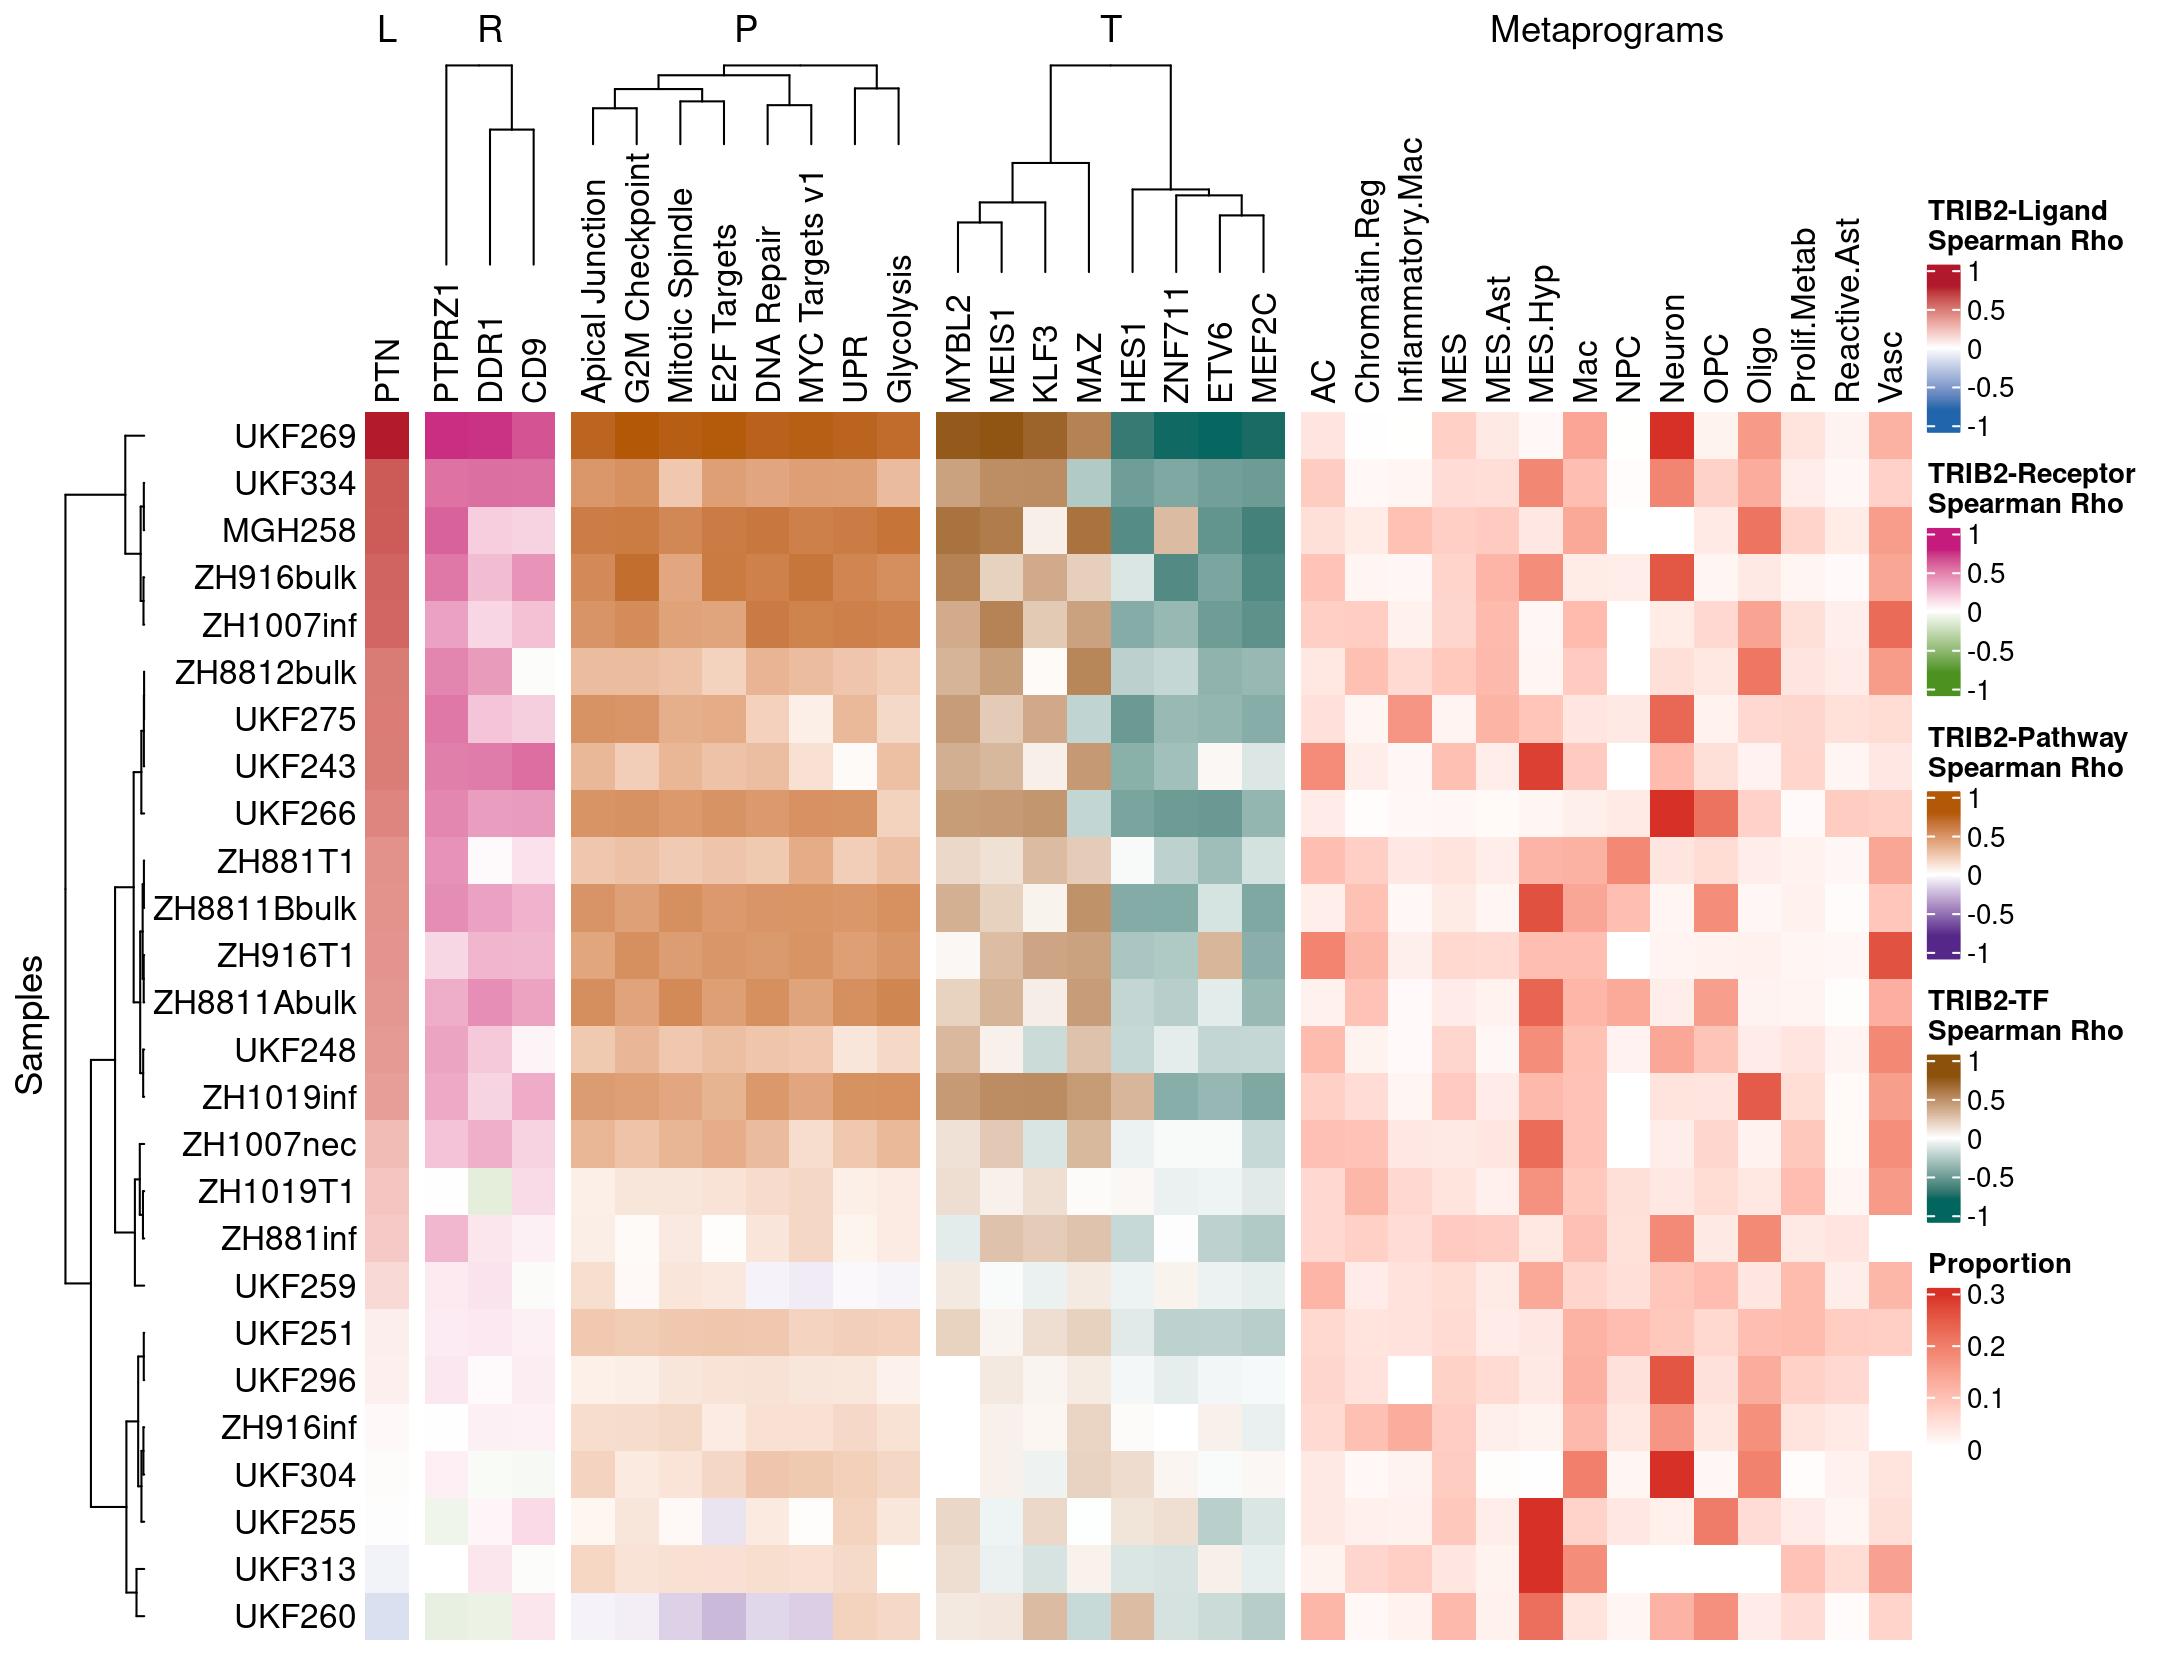 L R P T Metaprograms
PTN PTPRZ1 DDR1 CD9 Apical Junction G2M Checkpoint Mitotic Spindle E2F Targets DNA Repair MYC Targets v1 UPR Glycolysis MYBL2 MEIS1 KLF3 MAZ HES1 ZNF711 ETV6 MEF2C AC Chromatin.Reg Inflammatory.Mac MES MES.Ast MES.Hyp Mac NPC Neuron OPC Oligo Prolif.Metab Reactive.Ast Vasc
Samples
UKF269
UKF334
MGH258
ZH916bulk
ZH1007inf
ZH8812bulk
UKF275
UKF243
UKF266
ZH881T1
ZH8811Bbulk
ZH916T1
ZH8811Abulk
UKF248
ZH1019inf
ZH1007nec
ZH1019T1
ZH881inf
UKF259
UKF251
UKF296
ZH916inf
UKF304
UKF255
UKF313
UKF260
TRIB2-Ligand
Spearman Rho
1
0.5
0
-0.5
-1
TRIB2-Receptor
Spearman Rho
1
0.5
0
-0.5
-1
TRIB2-Pathway
Spearman Rho
1
0.5
0
-0.5
-1
TRIB2-TF
Spearman Rho
1
0.5
0
-0.5
-1
Proportion
0.3
0.2
0.1
0